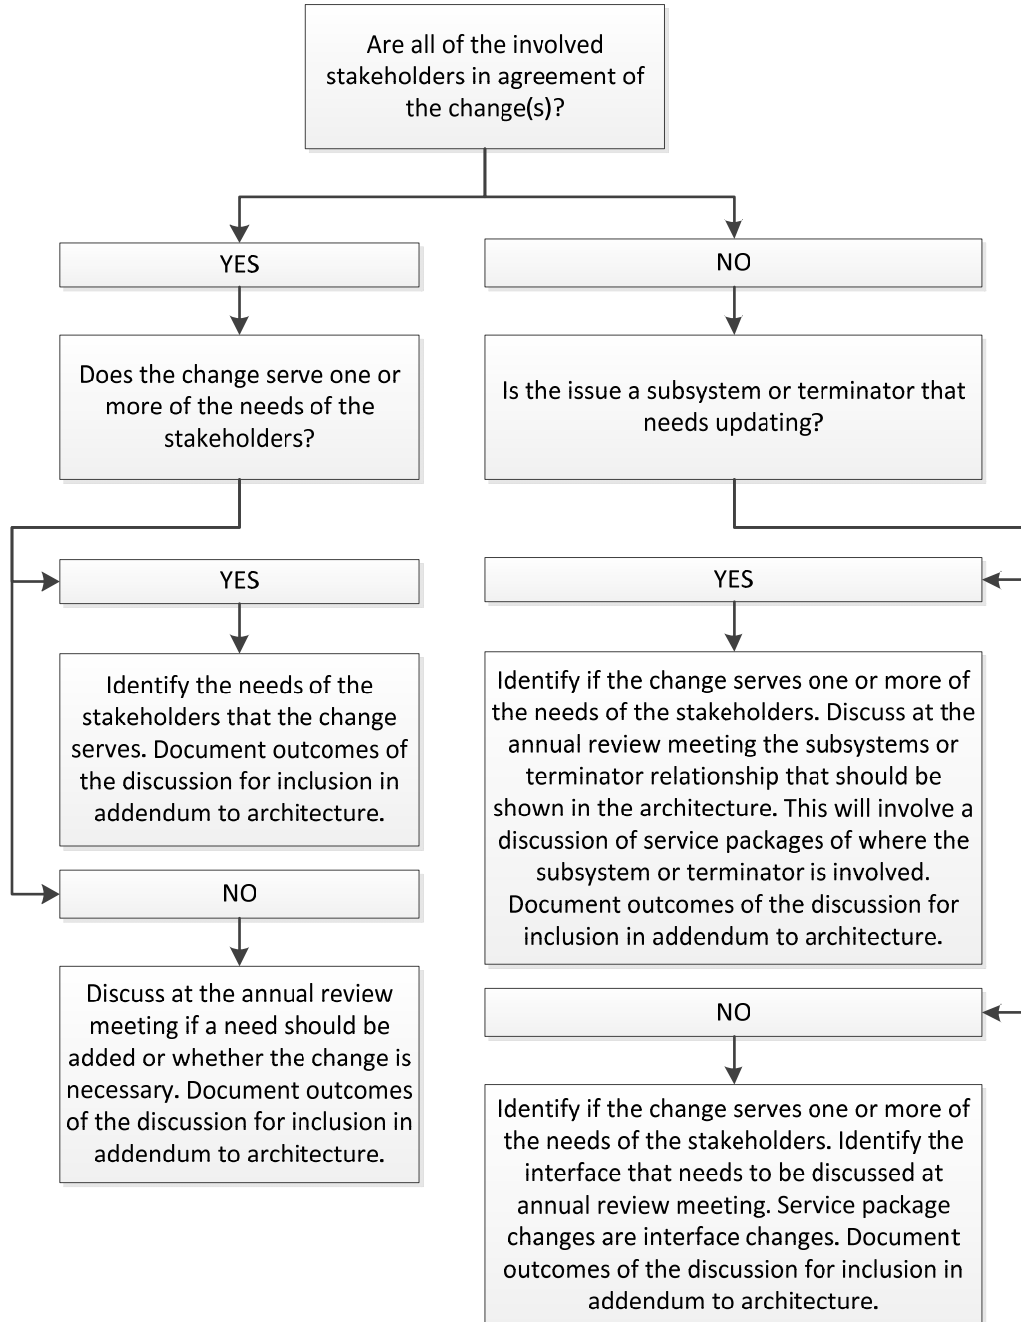 Are all of the involved
stakeholders in agreement of
the change(s)?
YES
NO
Does the change serve one or
more of the needs of the
stakeholders?
Is the issue a subsystem or terminator that
needs updating?
YES
Identify the needs of the
stakeholders that the change
serves. Document outcomes of
the discussion for inclusion in
addendum to architecture.
NO
Discuss at the annual review
meeting if a need should be
added or whether the change is
necessary. Document outcomes
of the discussion for inclusion in
addendum to architecture.
YES
Identify if the change serves one or more of
the needs of the stakeholders. Discuss at the
annual review meeting the subsystems or
terminator relationship that should be
shown in the architecture. This will involve a
discussion of service packages of where the
subsystem or terminator is involved.
Document outcomes of the discussion for
inclusion in addendum to architecture.
NO
Identify if the change serves one or more of
the needs of the stakeholders. Identify the
interface that needs to be discussed at
annual review meeting. Service package
changes are interface changes. Document
outcomes of the discussion for inclusion in
addendum to architecture.